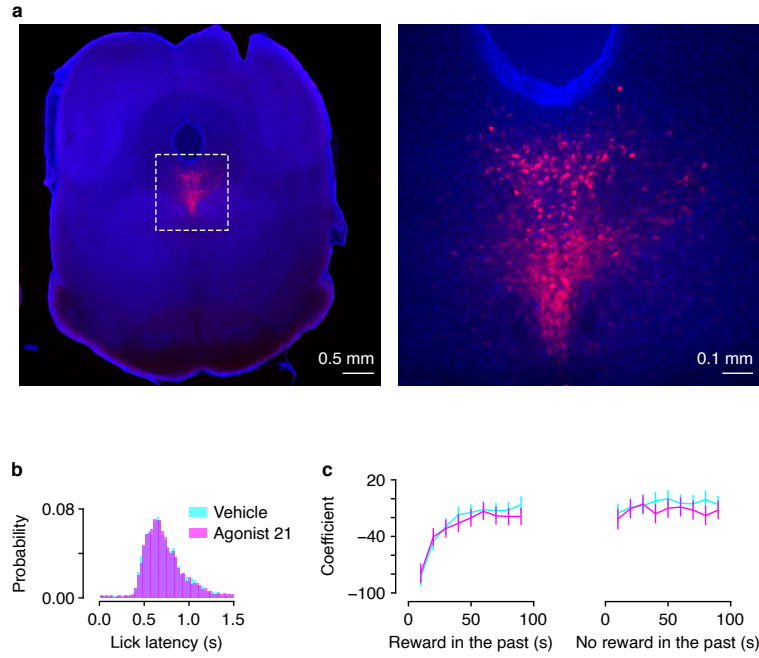 a
0.5 mm
0.1 mm
b
Probability
0.08
0.00
Vehicle
Agonist 21
0.0 0.5 1.0 1.5
Lick latency (s)
c
Coefficient
20
−40
−100
0 50 100
Reward in the past (s)
0 50 100
No reward in the past (s)